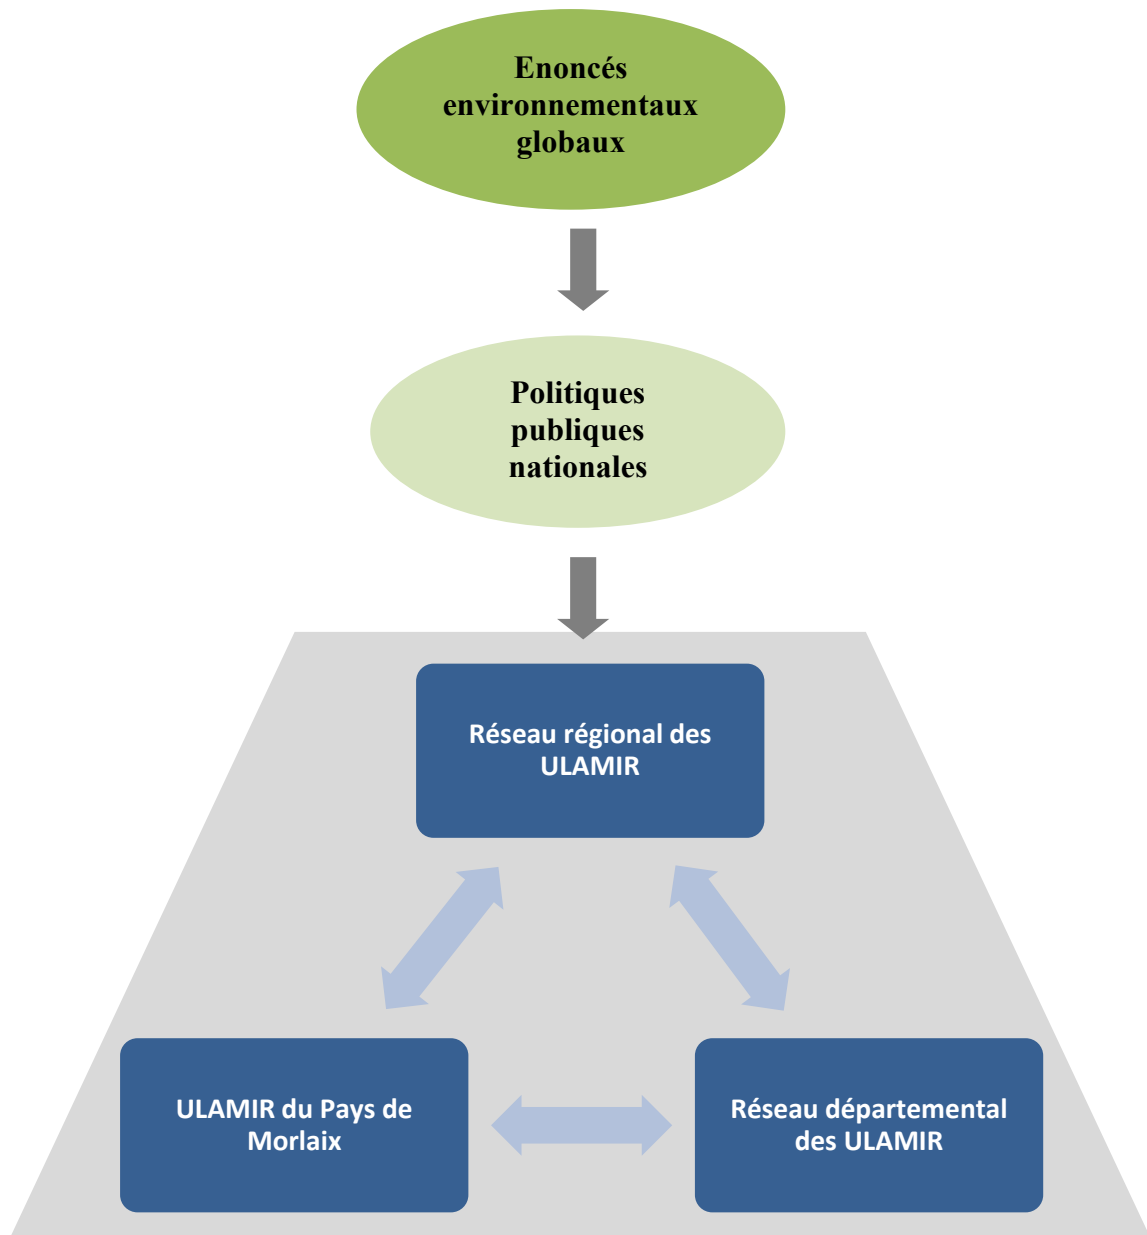 Enoncés
environnementaux
globaux
Politiques
publiques
nationales
Réseau régional des
ULAMIR
ULAMIR du Pays de
Morlaix
Réseau départemental
des ULAMIR